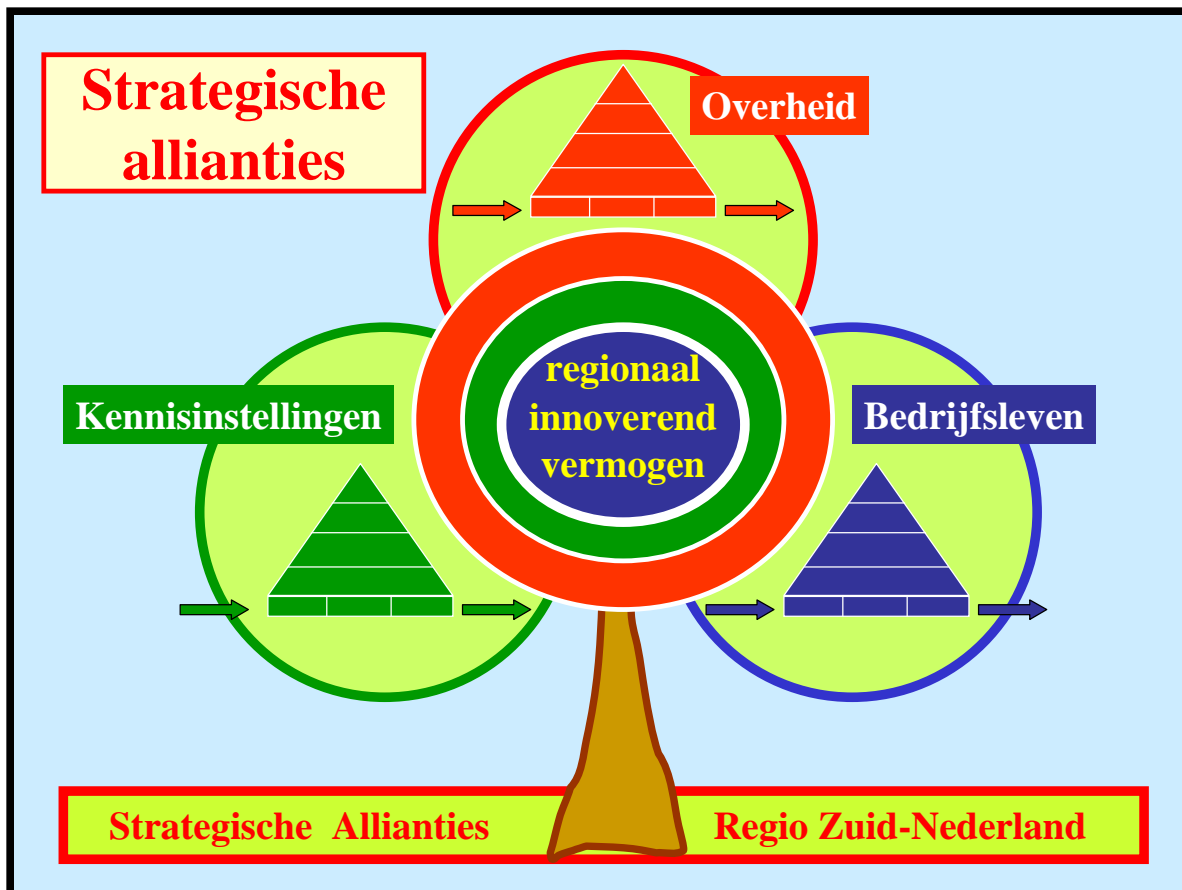 Strategische
allianties
Overheid
Kennisinstellingen
regionaal
innoverend
vermogen
Bedrijfsleven
Strategische Allianties
Regio Zuid-Nederland